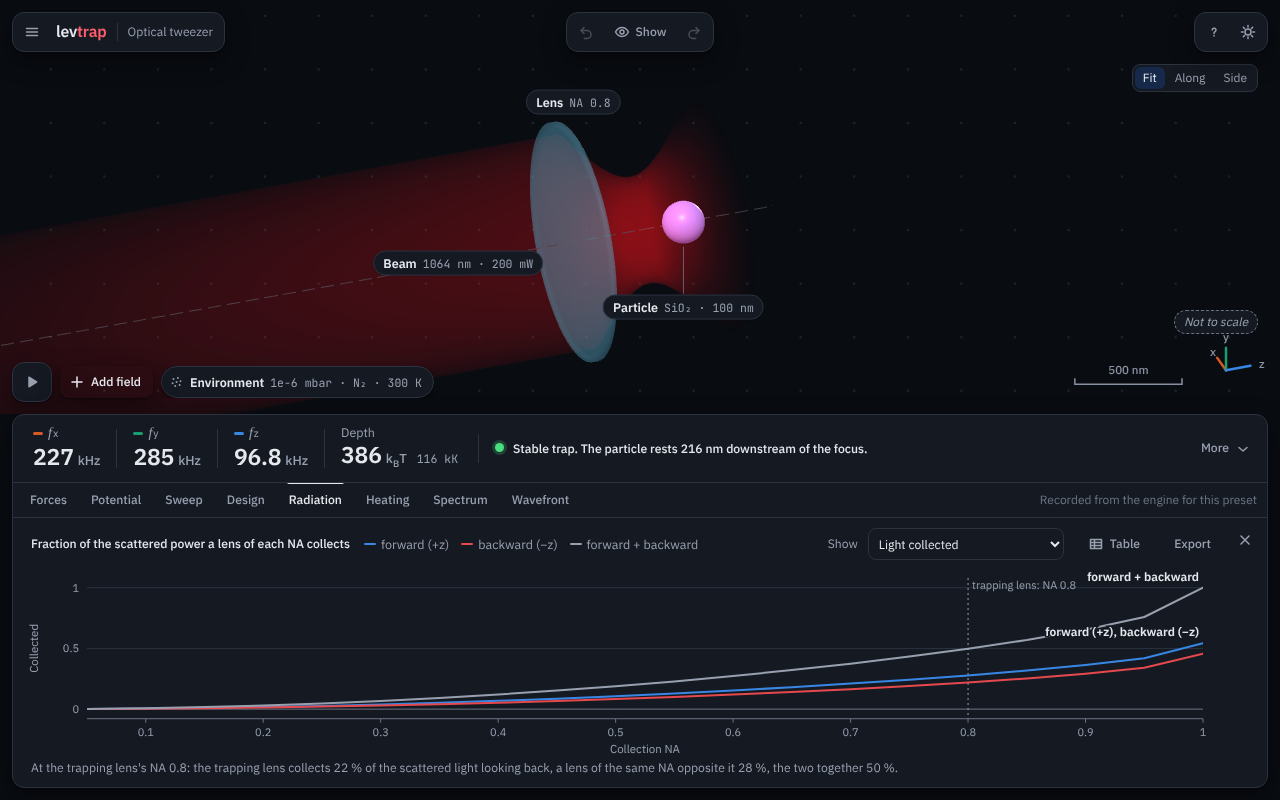 levtrap Optical tweezer
Show
?
Fit Along Side
Lens NA 0.8
Beam 1064 nm · 200 mW
Particle SiO₂ · 100 nm
Not to scale
y
x
z
500 nm
Add field
Environment 1e-6 mbar · N₂ · 300 K
fx
227 kHz
fy
285 kHz
fz
96.8 kHz
Depth
386 kBT 116 kK
Stable trap. The particle rests 216 nm downstream of the focus.
More
Forces Potential Sweep Design Radiation Heating Spectrum Wavefront
Recorded from the engine for this preset
Fraction of the scattered power a lens of each NA collects
forward (+z) backward (−z) forward + backward
Show Light collected Table Export
trapping lens: NA 0.8
forward + backward
forward (+z), backward (−z)
Collected
1
0.5
0
0.1 0.2 0.3 0.4 0.5 0.6 0.7 0.8 0.9 1
Collection NA
At the trapping lens's NA 0.8: the trapping lens collects 22 % of the scattered light looking back, a lens of the same NA opposite it 28 %, the two together 50 %.